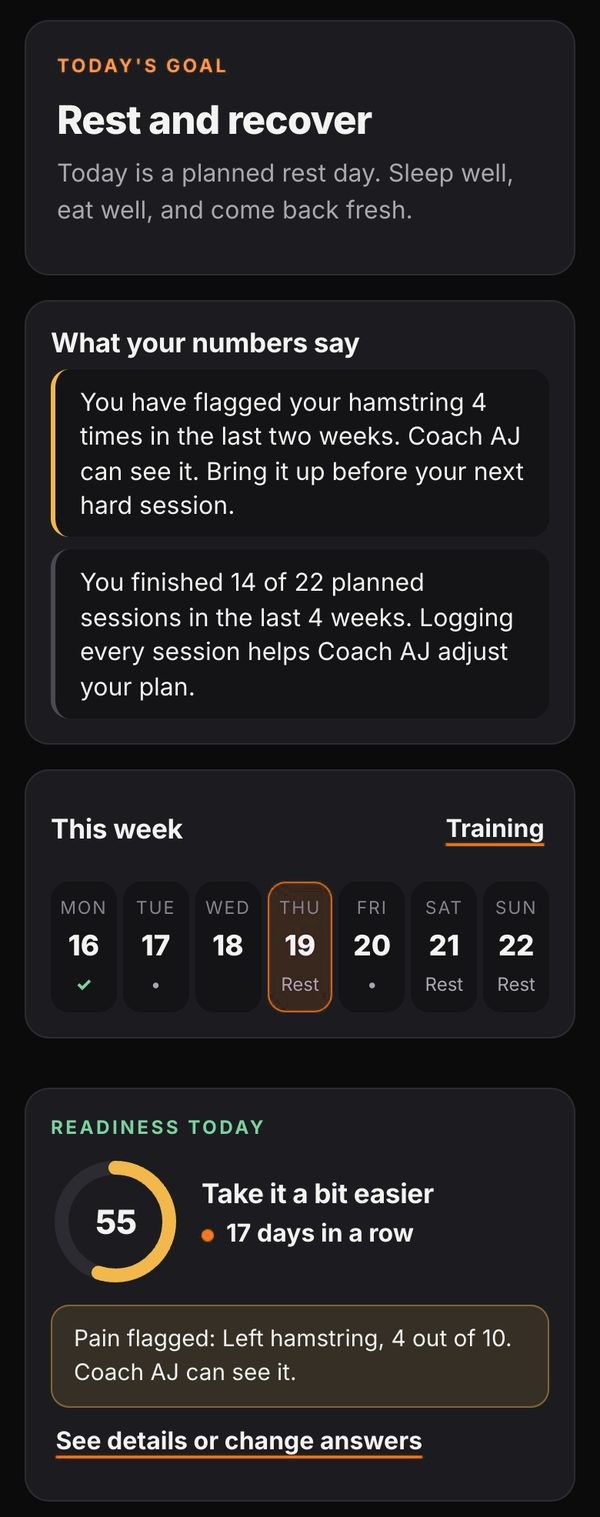 TODAY'S GOAL
Rest and recover
Today is a planned rest day. Sleep well,
eat well, and come back fresh.
What your numbers say
You have flagged your hamstring 4
times in the last two weeks. Coach AJ
can see it. Bring it up before your next
hard session.
You finished 14 of 22 planned
sessions in the last 4 weeks. Logging
every session helps Coach AJ adjust
your plan.
This week
Training
MON TUE WED THU FRI SAT SUN
16 17 18 19 20 21 22
✓ • Rest • Rest Rest
READINESS TODAY
55
Take it a bit easier
17 days in a row
Pain flagged: Left hamstring, 4 out of 10.
Coach AJ can see it.
See details or change answers